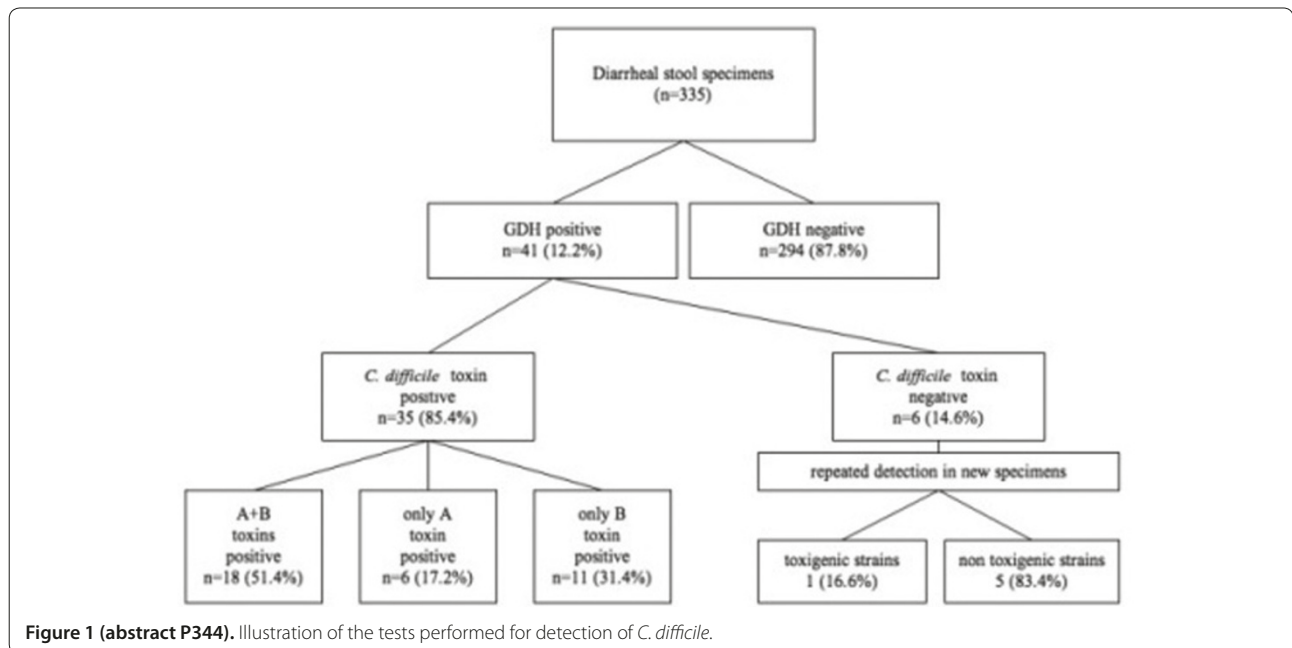 Diarrheal stool specimens
(n=335)
GDH positive
n=41 (12.2%)
GDH negative
n=294 (87.8%)
C. difficile toxin
positive
n=35 (85.4%)
C. difficile toxin
negative
n=6 (14.6%)
repeated detection in new specimens
A+B
toxins
positive
n=18 (51.4%)
only A
toxin
positive
n=6 (17.2%)
only B
toxin
positive
n=11 (31.4%)
toxigenic strains
1 (16.6%)
non toxigenic strains
5 (83.4%)
Figure 1 (abstract P344). Illustration of the tests performed for detection of C. difficile.